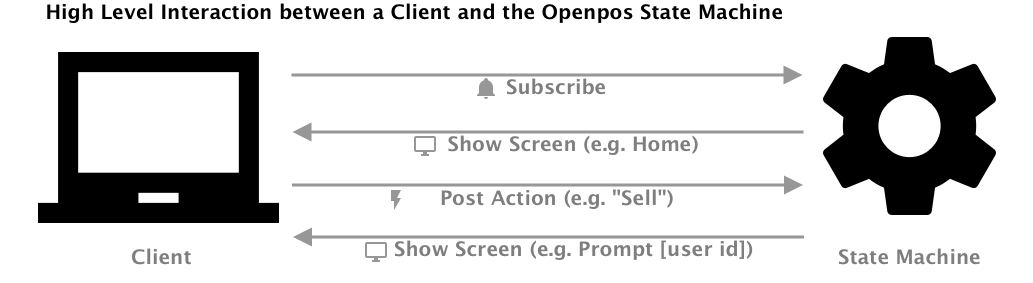 High Level Interaction between a Client and the Openpos State Machine
Subscribe
Show Screen (e.g. Home)
Post Action (e.g. "Sell")
Show Screen (e.g. Prompt [user id])
Client
State Machine